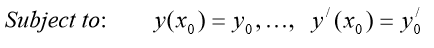 Subject to: y(x₀) = y₀,..., y′(x₀) = y₀′